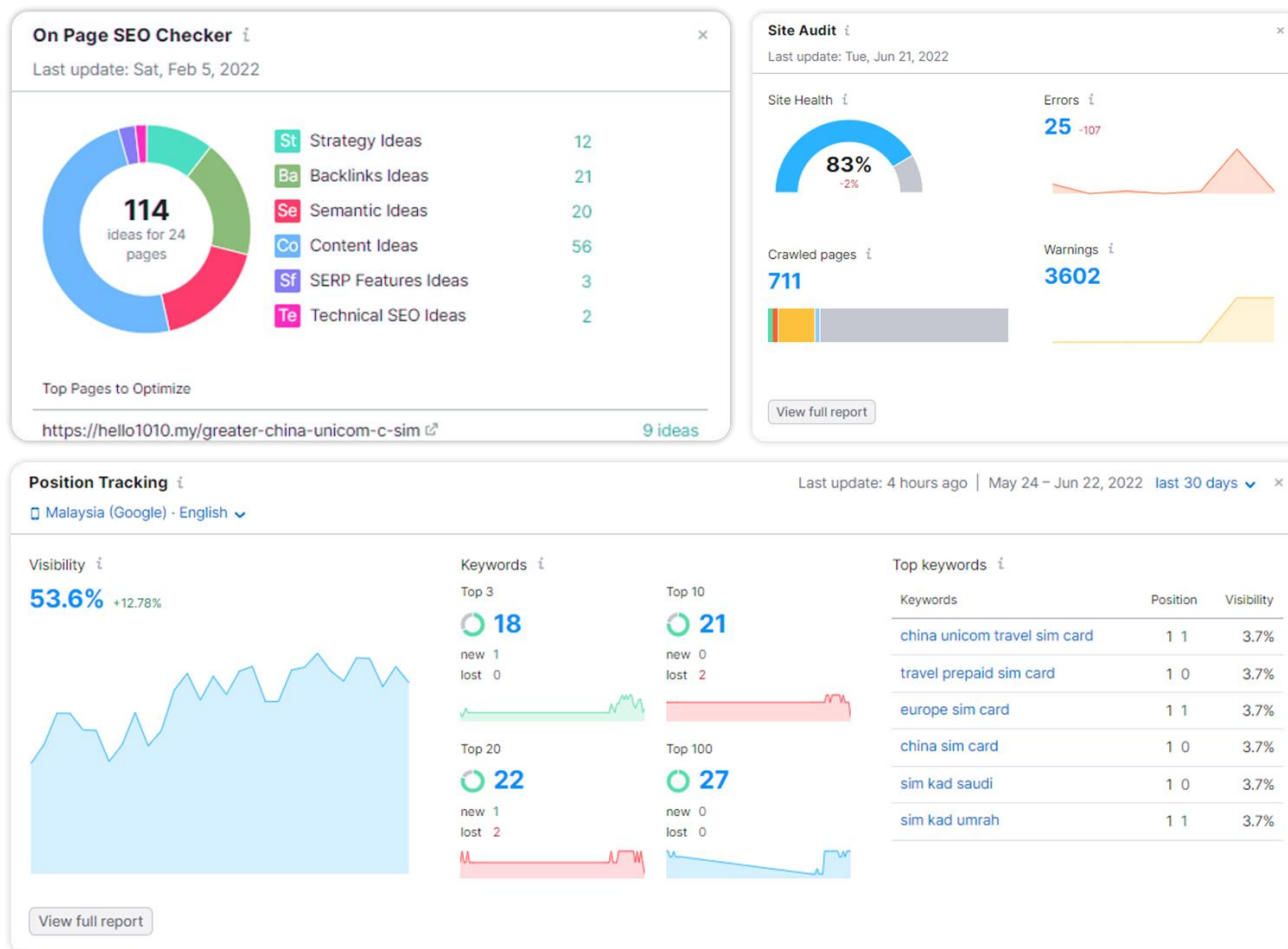 On Page SEO Checker i
Last update: Sat, Feb 5, 2022
114
ideas for 24
pages
St Strategy Ideas 12
Ba Backlinks Ideas 21
Se Semantic Ideas 20
Co Content Ideas 56
Sf SERP Features Ideas 3
Te Technical SEO Ideas 2
Top Pages to Optimize
https://hello1010.my/greater-china-unicom-c-sim 9 ideas
Site Audit i
Last update: Tue, Jun 21, 2022
Site Health i
83%
-2%
Errors i
25 -107
Crawled pages i
711
Warnings i
3602
View full report
Position Tracking i
Last update: 4 hours ago | May 24 – Jun 22, 2022 last 30 days
Malaysia (Google) · English
Visibility i
53.6% +12.78%
Keywords i
Top 3
18
new 1
lost 0
Top 10
21
new 0
lost 2
Top 20
22
new 1
lost 2
Top 100
27
new 0
lost 0
Top keywords i
Keywords Position Visibility
china unicom travel sim card 1 1 3.7%
travel prepaid sim card 1 0 3.7%
europe sim card 1 1 3.7%
china sim card 1 0 3.7%
sim kad saudi 1 0 3.7%
sim kad umrah 1 1 3.7%
View full report